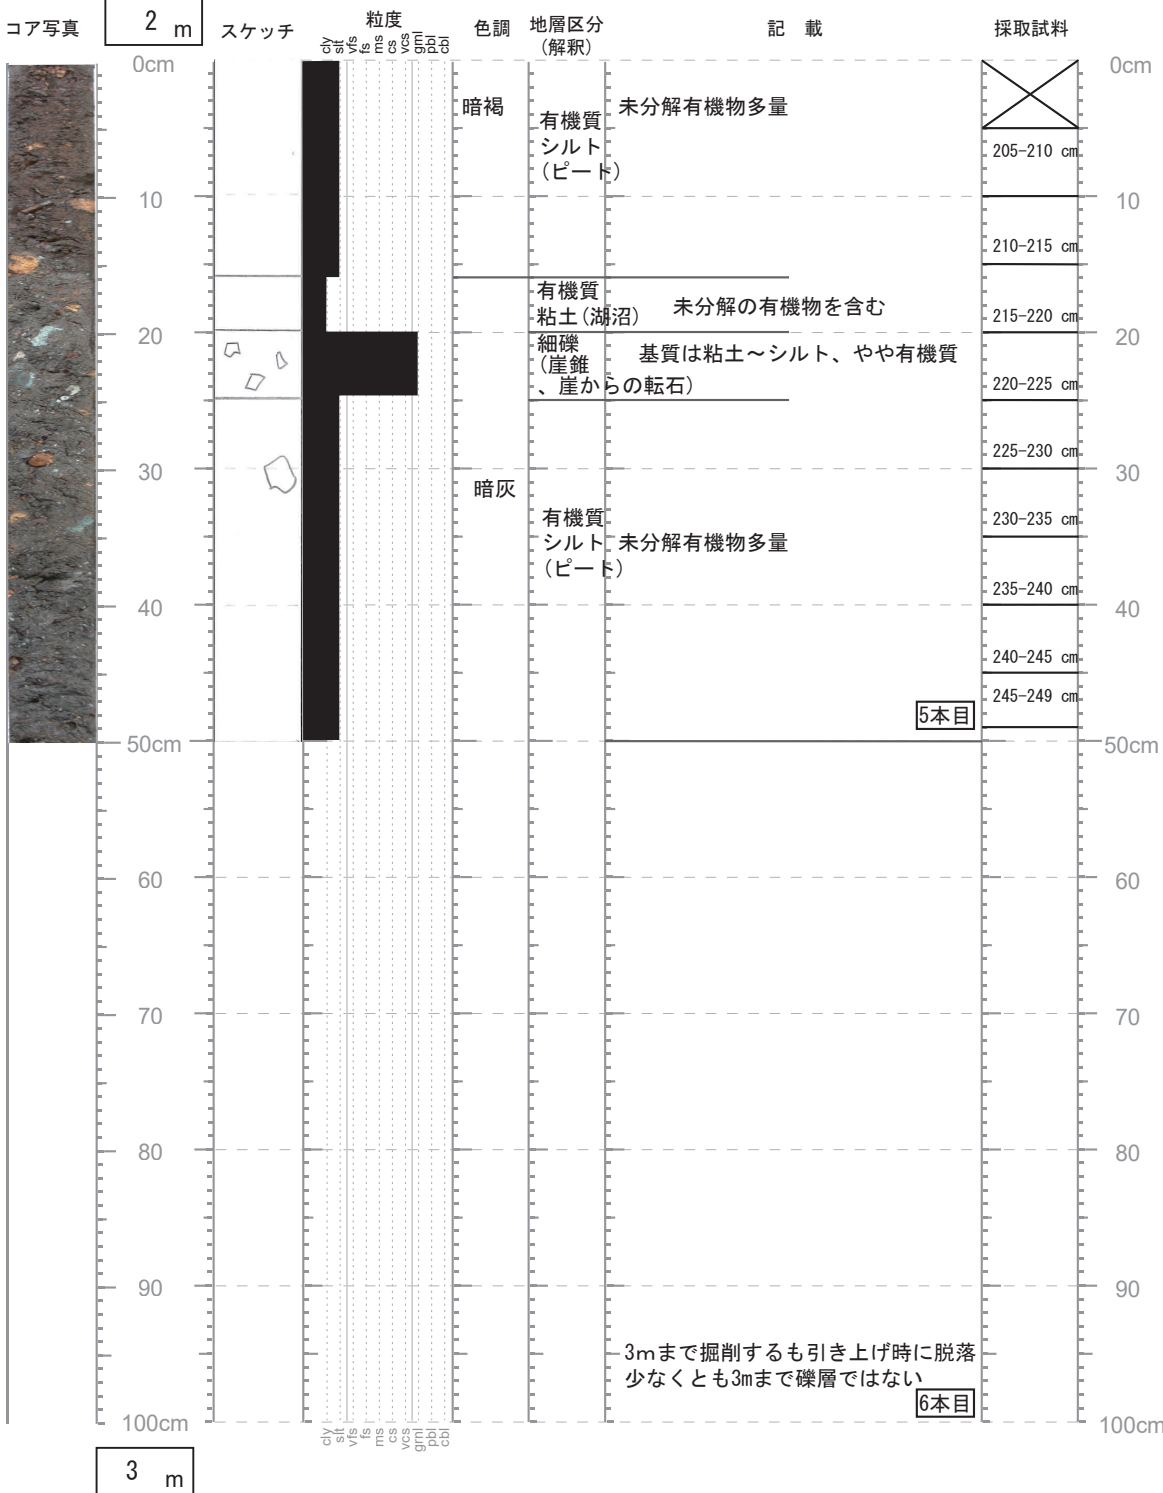 コア写真
2 m
スケッチ
粒度
cly slt vfs fs ms cs vcs grnl pbl cbl
色調
地層区分
(解釈)
記 載
採取試料
0cm
0cm
暗褐
有機質
シルト
(ピート)
未分解有機物多量
205-210 cm
10
10
210-215 cm
有機質
粘土(湖沼)
未分解の有機物を含む
215-220 cm
20
20
細礫
(崖錐
、崖からの転石)
基質は粘土～シルト、やや有機質
220-225 cm
225-230 cm
30
30
暗灰
230-235 cm
有機質
シルト
(ピート)
未分解有機物多量
235-240 cm
40
40
240-245 cm
245-249 cm
5本目
50cm
50cm
60
60
70
70
80
80
90
90
3mまで掘削するも引き上げ時に脱落
少なくとも3mまで礫層ではない
6本目
100cm
100cm
cly slt vfs fs ms cs vcs grnl pbl cbl
3 m